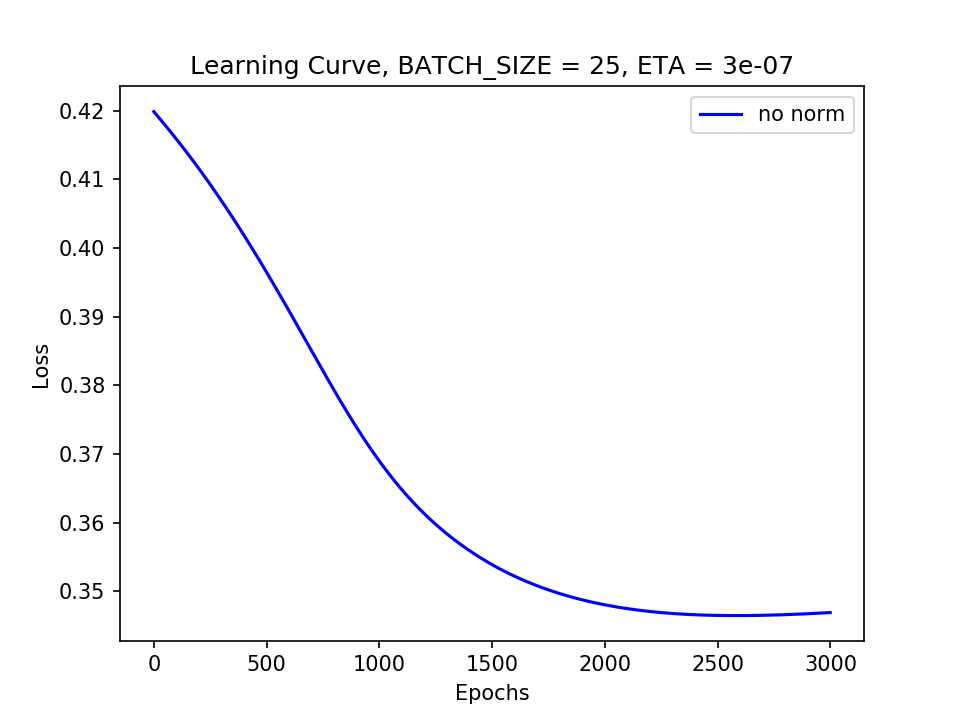 Learning Curve, BATCH_SIZE = 25, ETA = 3e-07
no norm
0.42
0.41
0.40
0.39
0.38
0.37
0.36
0.35
Loss
0 500 1000 1500 2000 2500 3000
Epochs